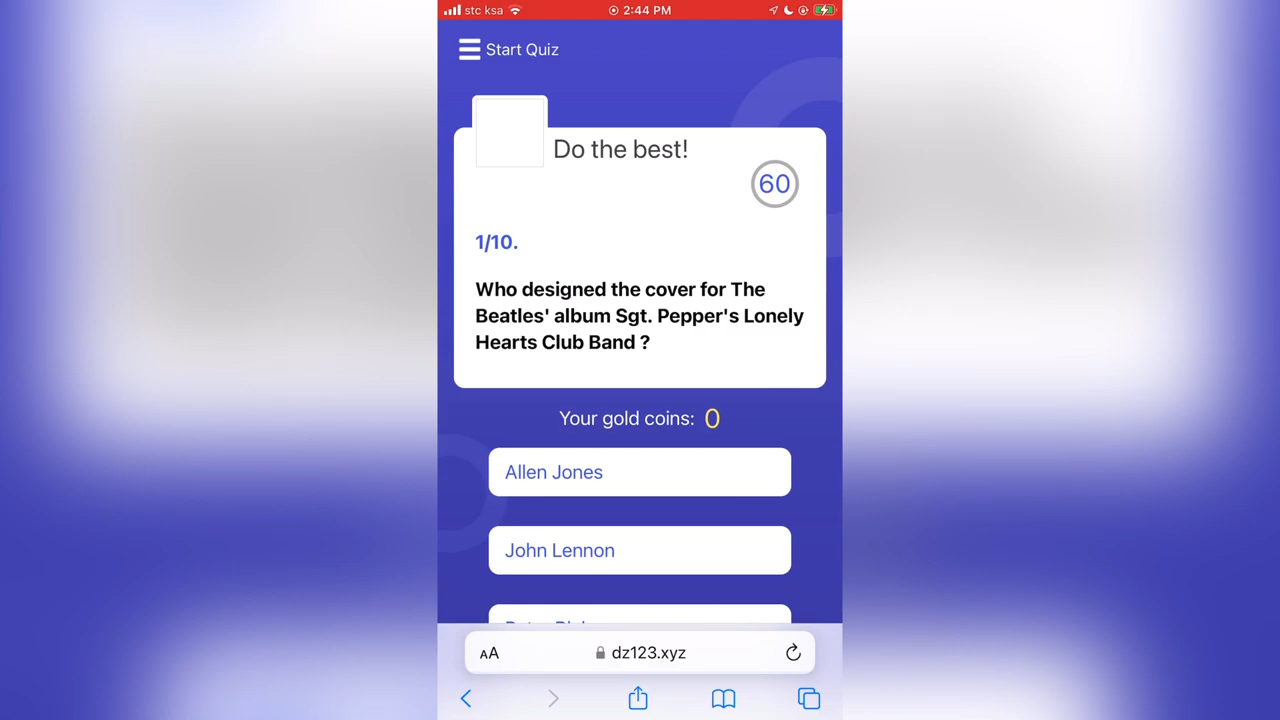 stc ksa
2:44 PM
Start Quiz
Do the best!
60
1/10.
Who designed the cover for The
Beatles' album Sgt. Pepper's Lonely
Hearts Club Band ?
Your gold coins: 0
Allen Jones
John Lennon
AA
dz123.xyz